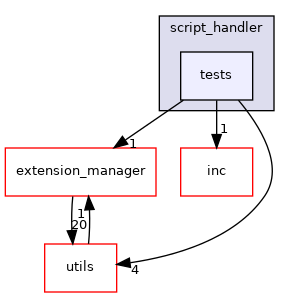 script_handler
tests
1
1
extension_manager
inc
1
20
utils
4